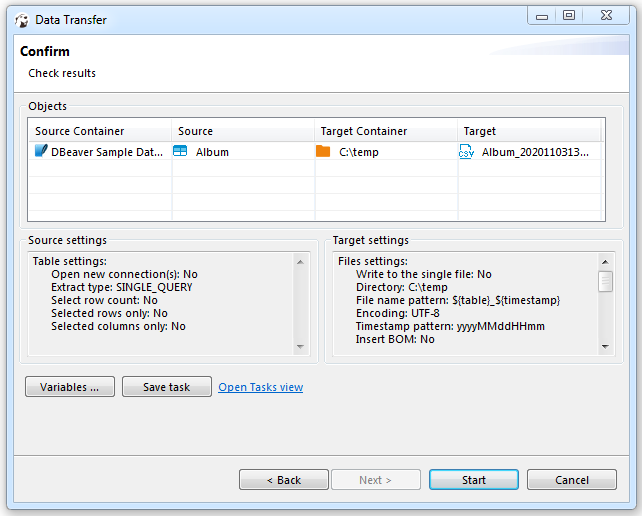 Data Transfer
Confirm
Check results
Objects
Source Container Source Target Container Target
DBeaver Sample Dat... Album C:\temp CSV Album_2020110313...
Source settings
Table settings:
Open new connection(s): No
Extract type: SINGLE_QUERY
Select row count: No
Selected rows only: No
Selected columns only: No
Target settings
Files settings:
Write to the single file: No
Directory: C:\temp
File name pattern: ${table}_${timestamp}
Encoding: UTF-8
Timestamp pattern: yyyyMMddHHmm
Insert BOM: No
Variables ... Save task Open Tasks view
< Back Next > Start Cancel